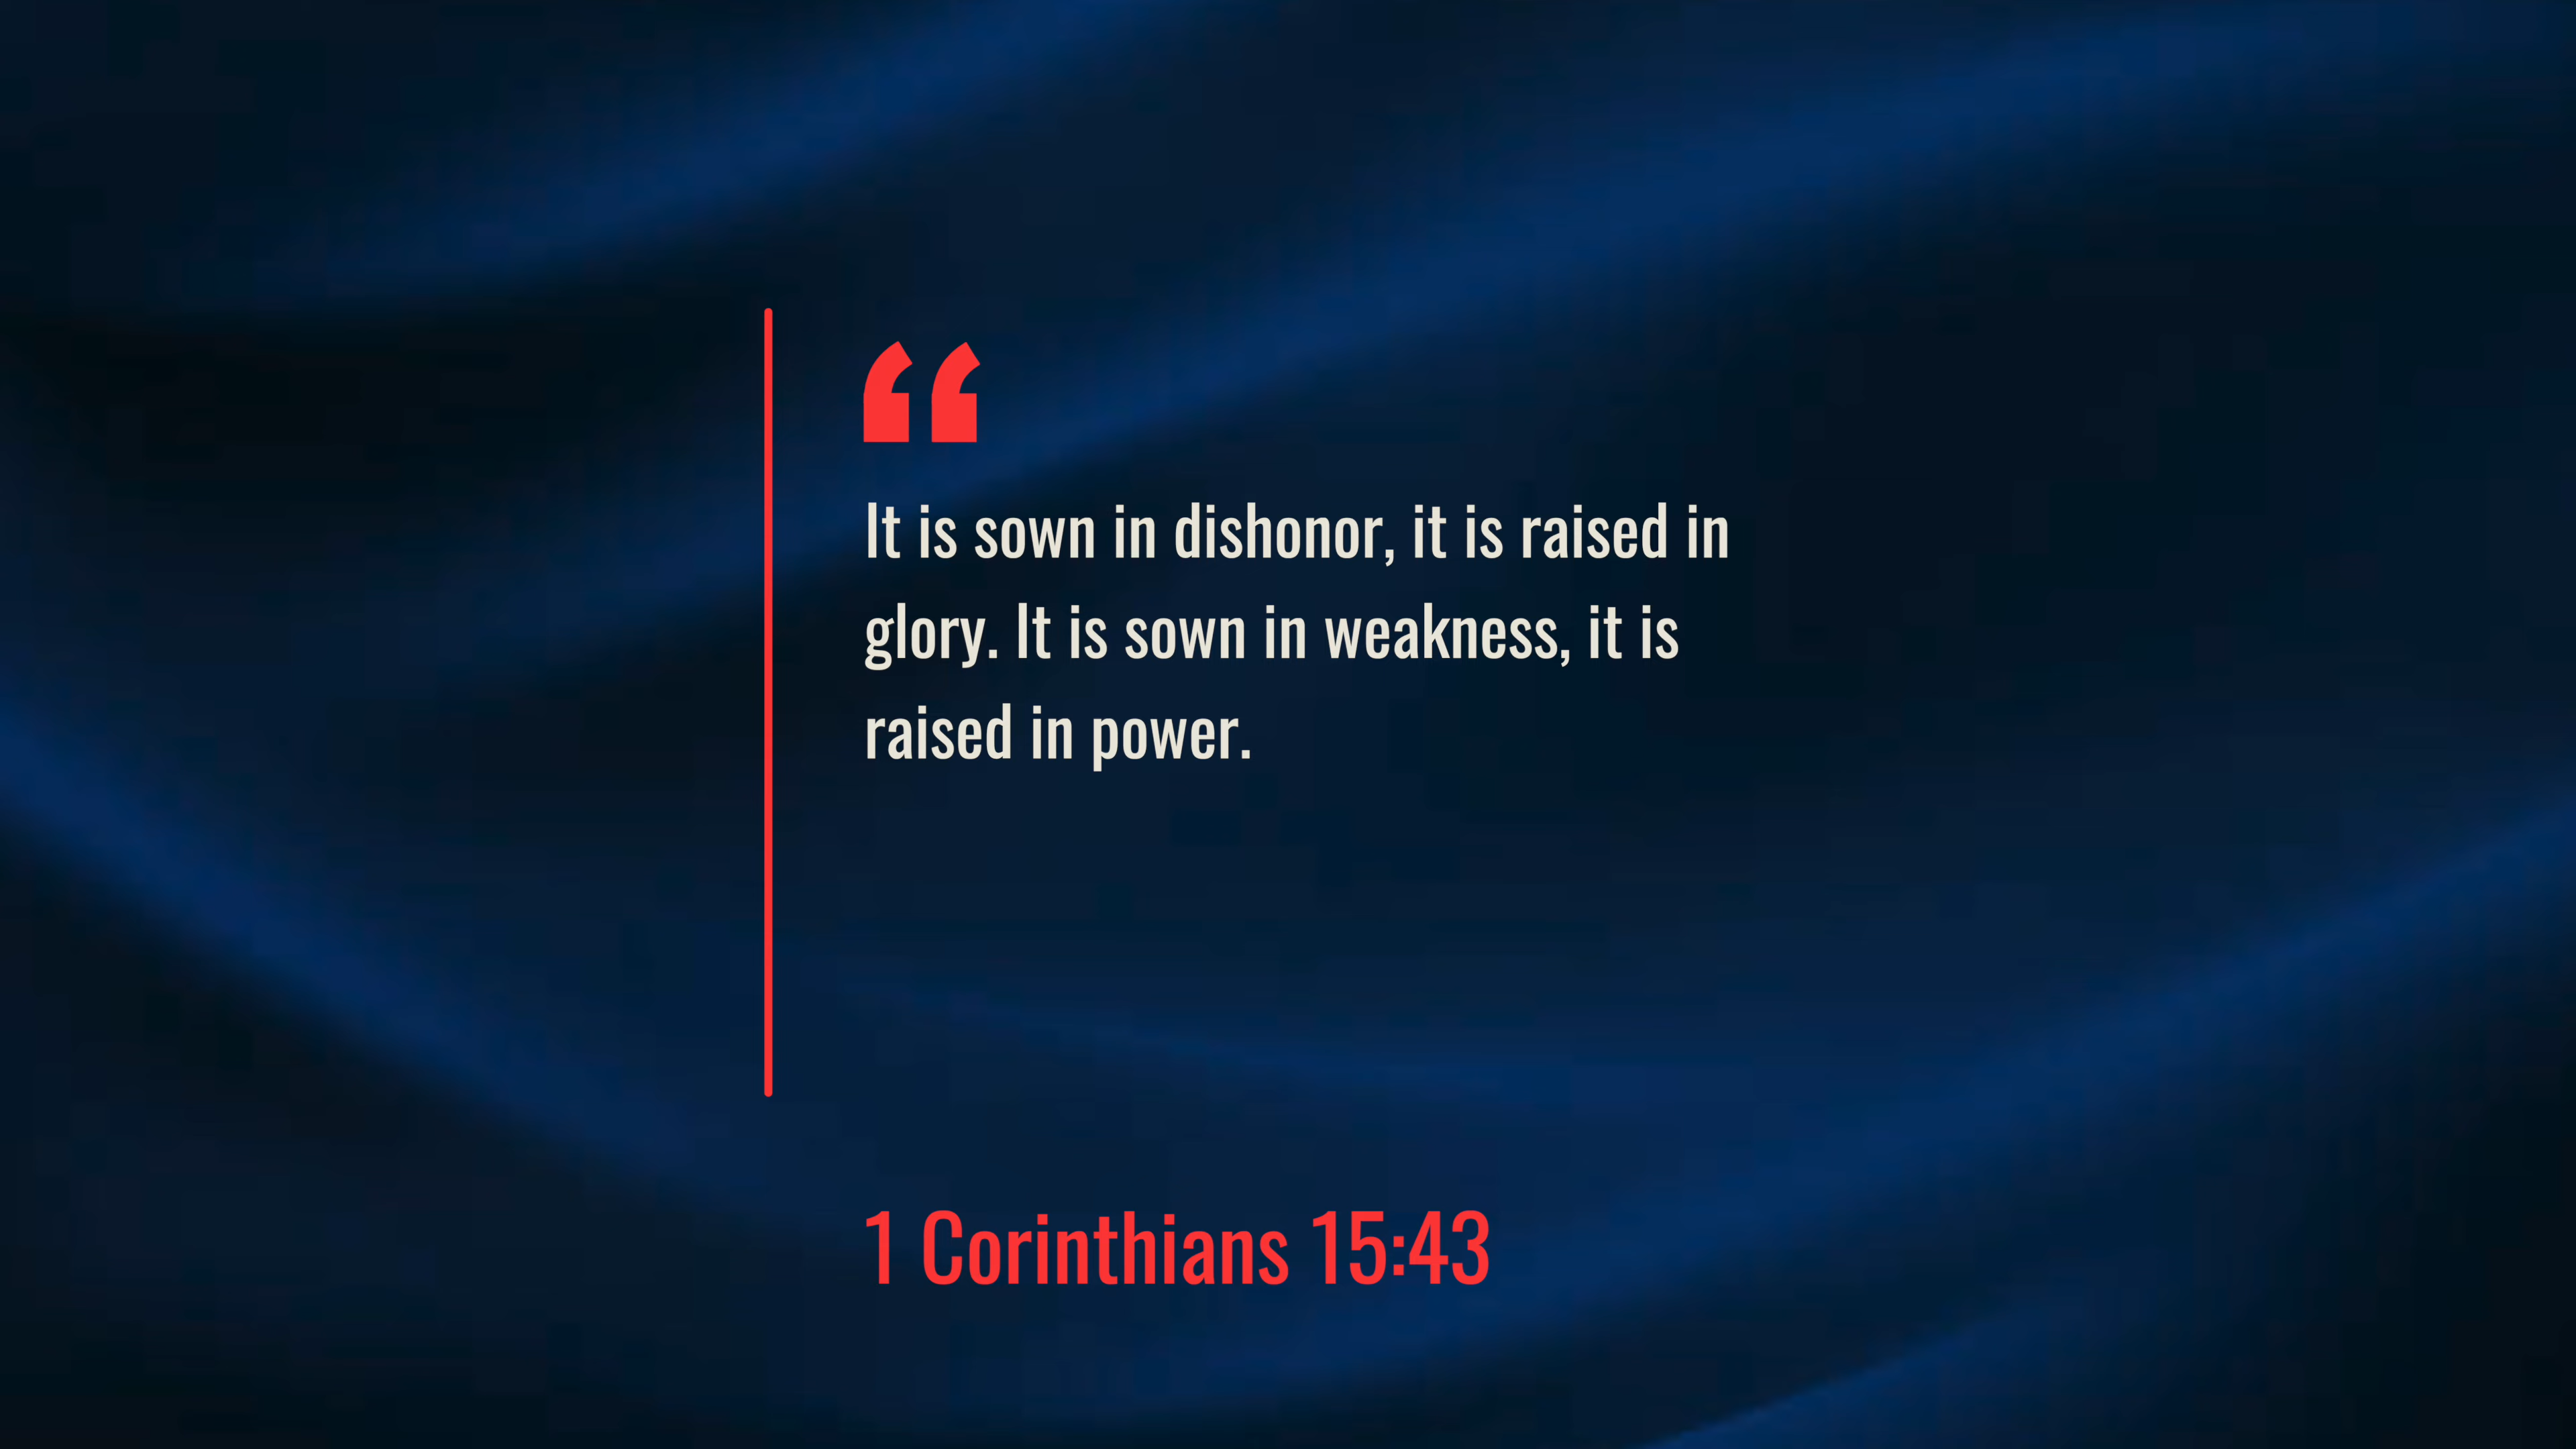 “
It is sown in dishonor, it is raised in
glory. It is sown in weakness, it is
raised in power.
1 Corinthians 15:43